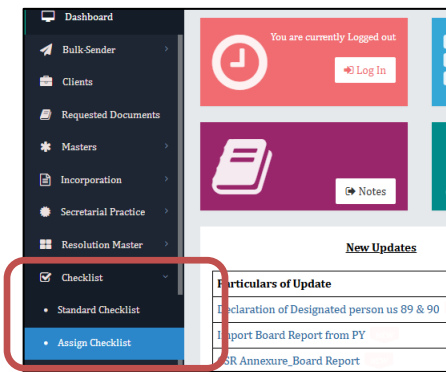 Dashboard
Bulk-Sender
Clients
Requested Documents
Masters
Incorporation
Secretarial Practice
Resolution Master
Checklist
Standard Checklist
Assign Checklist
You are currently Logged out
Log In
Notes
New Updates
Particulars of Update
Declaration of Designated person us 89 & 90
Import Board Report from PY
Annexure_Board Report